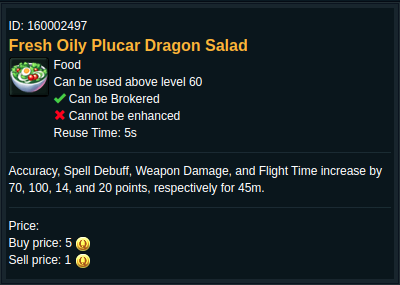 ID: 160002497
Fresh Oily Plucar Dragon Salad
Food
Can be used above level 60
Can be Brokered
Cannot be enhanced
Reuse Time: 5s
Accuracy, Spell Debuff, Weapon Damage, and Flight Time increase by
70, 100, 14, and 20 points, respectively for 45m.
Price:
Buy price: 5
Sell price: 1